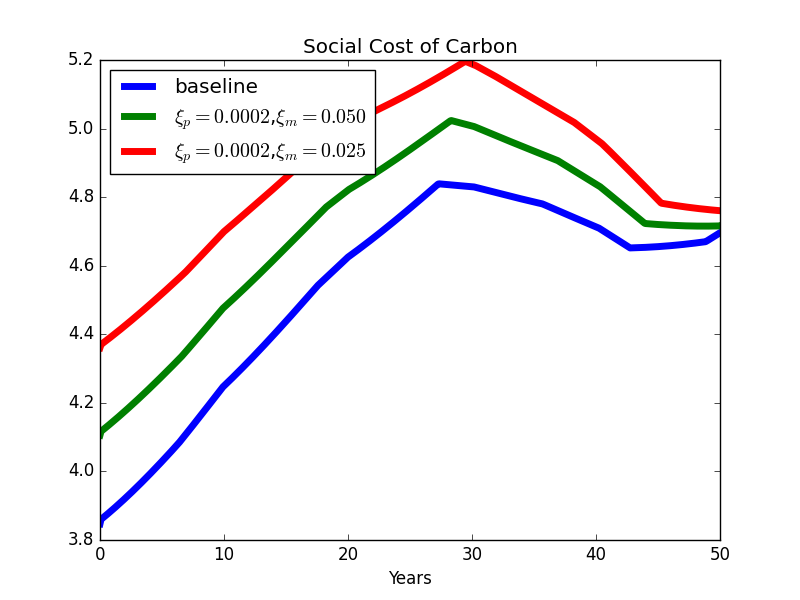 Social Cost of Carbon
5.2
5.0
4.8
4.6
4.4
4.2
4.0
3.8
baseline
ξp = 0.0002,ξm = 0.050
ξp = 0.0002,ξm = 0.025
0 10 20 30 40 50
Years